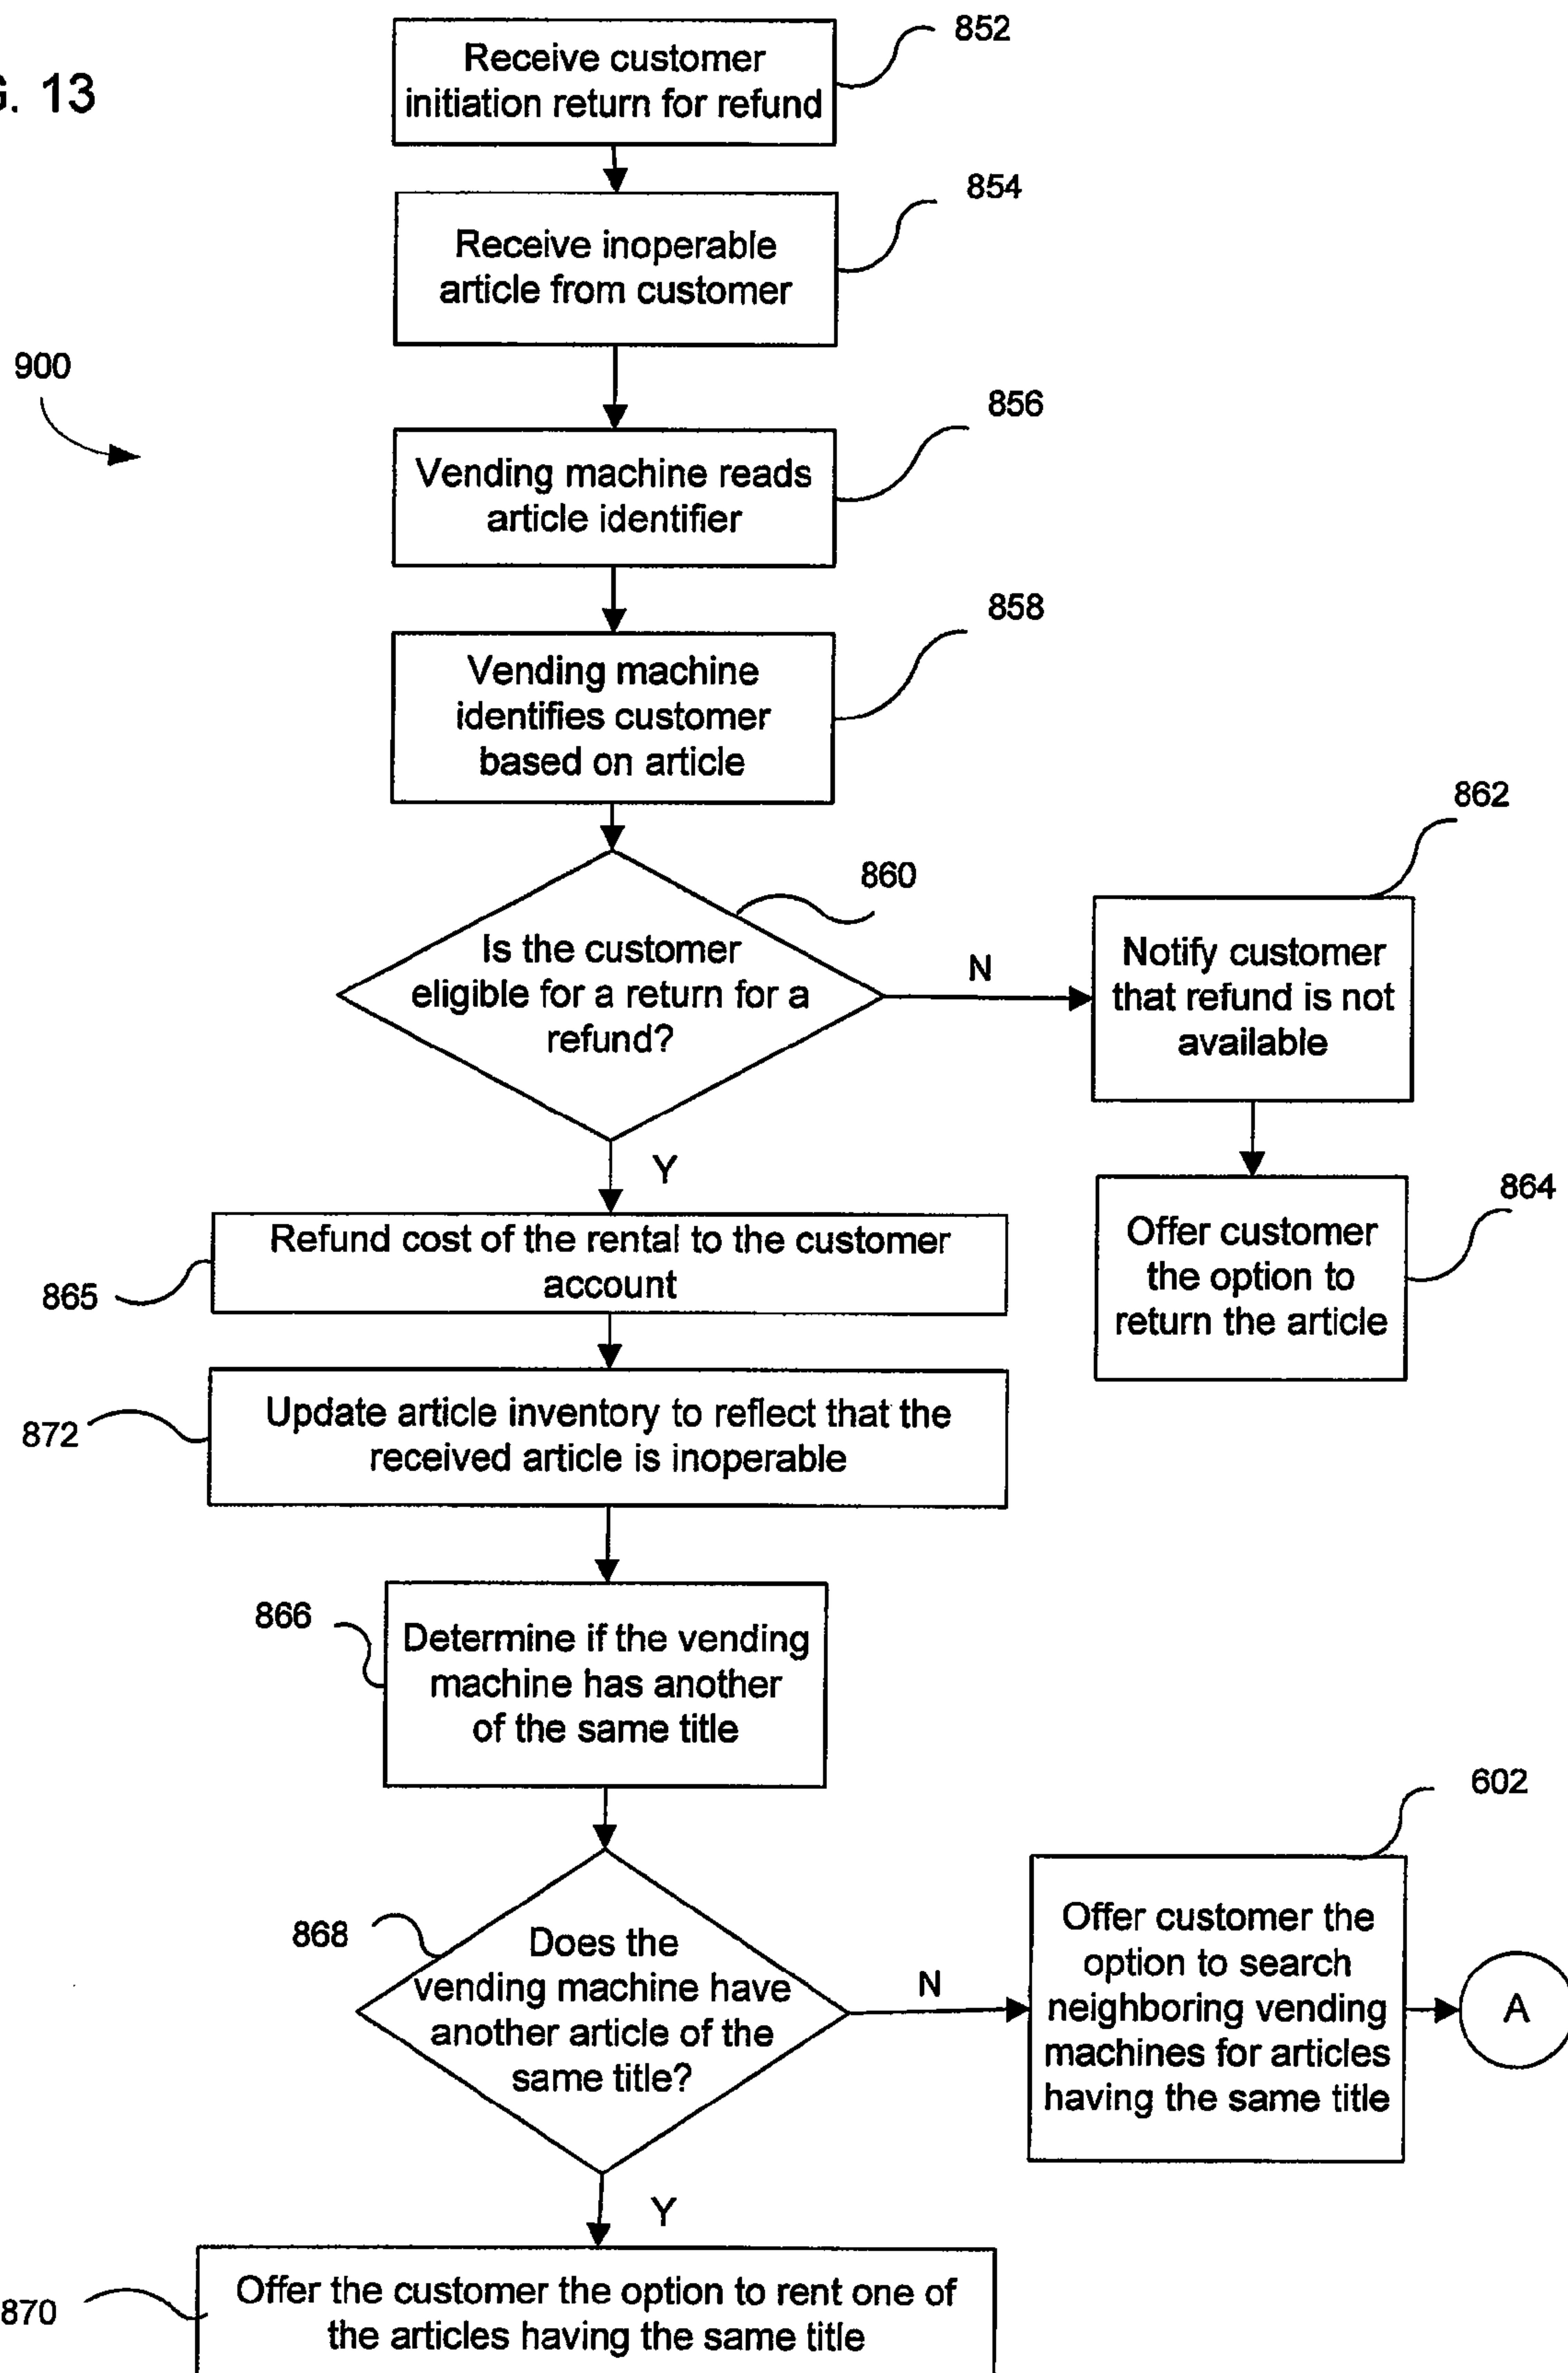 G. 13
852
Receive customer
initiation return for refund
854
Receive inoperable
article from customer
900
856
Vending machine reads
article identifier
858
Vending machine
identifies customer
based on article
860
Is the customer
eligible for a return for a
refund?
N
862
Notify customer
that refund is not
available
Y
864
Offer customer
the option to
return the article
865
Refund cost of the rental to the customer
account
872
Update article inventory to reflect that the
received article is inoperable
866
Determine if the vending
machine has another
of the same title
868
Does the
vending machine have
another article of the
same title?
N
602
Offer customer the
option to search
neighboring vending
machines for articles
having the same title
A
Y
870
Offer the customer the option to rent one of
the articles having the same title